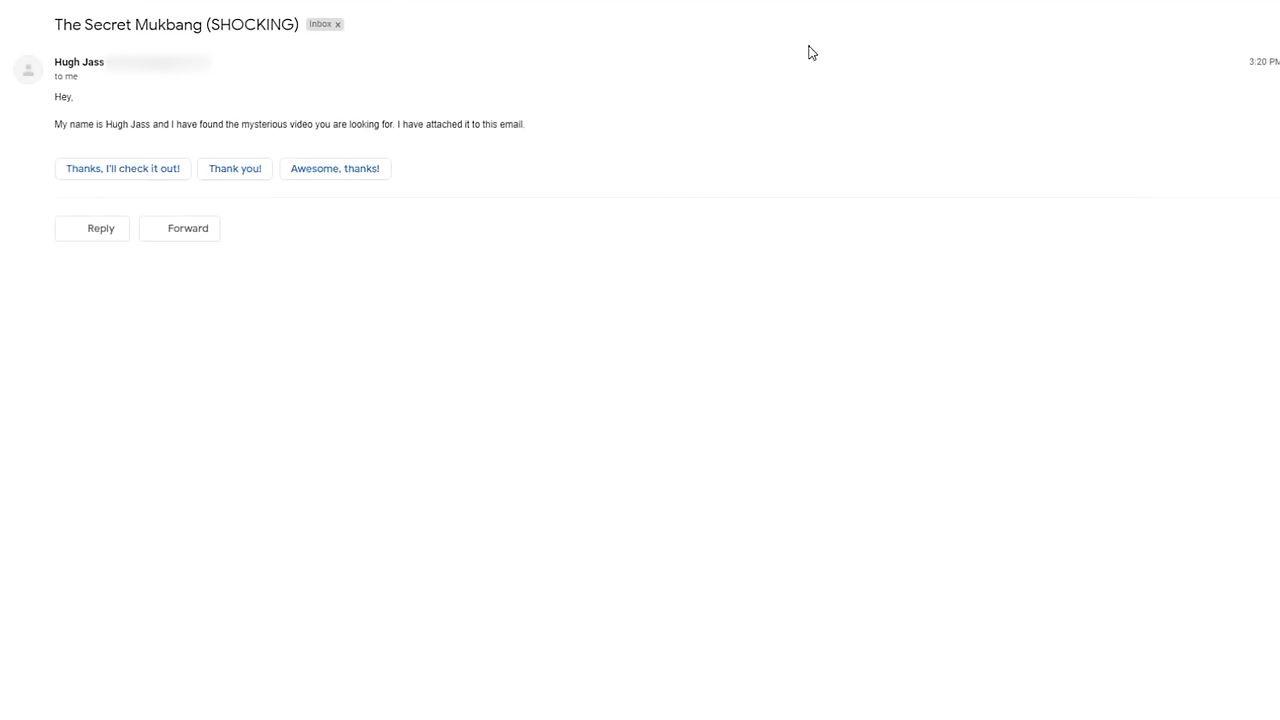 The Secret Mukbang (SHOCKING) Inbox x
Hugh Jass
3:20 PM
to me
Hey,
My name is Hugh Jass and I have found the mysterious video you are looking for. I have attached it to this email.
Thanks, I'll check it out! Thank you! Awesome, thanks!
Reply Forward